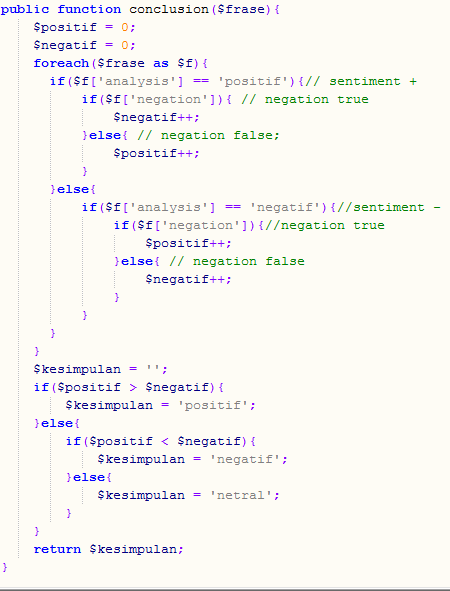 public function conclusion($frase){
    $positif = 0;
    $negatif = 0;
    foreach($frase as $f){
      if($f['analysis'] == 'positif'){// sentiment +
          if($f['negation']){ // negation true
              $negatif++;
          }else{ // negation false;
              $positif++;
          }
      }else{
          if($f['analysis'] == 'negatif'){//sentiment -
              if($f['negation']){//negation true
                  $positif++;
              }else{ // negation false
                  $negatif++;
              }
          }
      }
    }
    $kesimpulan = '';
    if($positif > $negatif){
        $kesimpulan = 'positif';
    }else{
        if($positif < $negatif){
            $kesimpulan = 'negatif';
        }else{
            $kesimpulan = 'netral';
        }
    }
    return $kesimpulan;
}